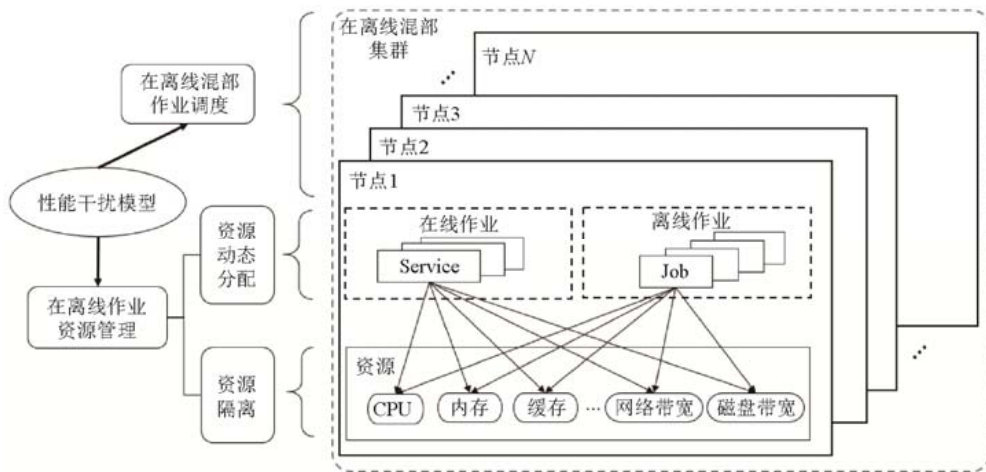 在离线混部
作业调度
性能干扰模型
在离线作业
资源管理
资源
动态
分配
资源
隔离
在离线混部
集群
节点N
...
节点3
节点2
节点1
在线作业
Service
离线作业
Job
资源
CPU
内存
缓存
...
网络带宽
磁盘带宽
...